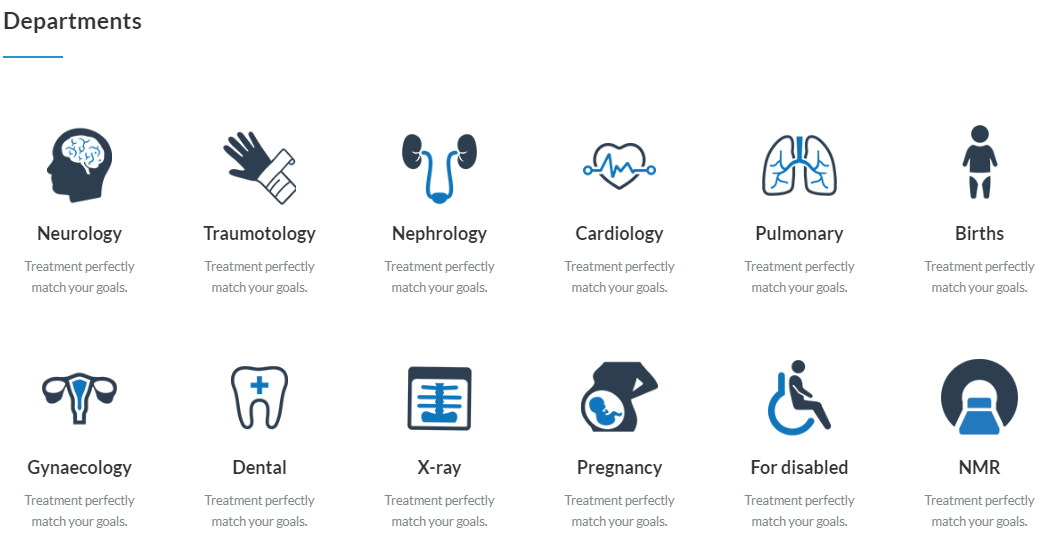 Departments
Neurology
Treatment perfectly
match your goals.
Traumotology
Treatment perfectly
match your goals.
Nephrology
Treatment perfectly
match your goals.
Cardiology
Treatment perfectly
match your goals.
Pulmonary
Treatment perfectly
match your goals.
Births
Treatment perfectly
match your goals.
Gynaecology
Treatment perfectly
match your goals.
Dental
Treatment perfectly
match your goals.
X-ray
Treatment perfectly
match your goals.
Pregnancy
Treatment perfectly
match your goals.
For disabled
Treatment perfectly
match your goals.
NMR
Treatment perfectly
match your goals.